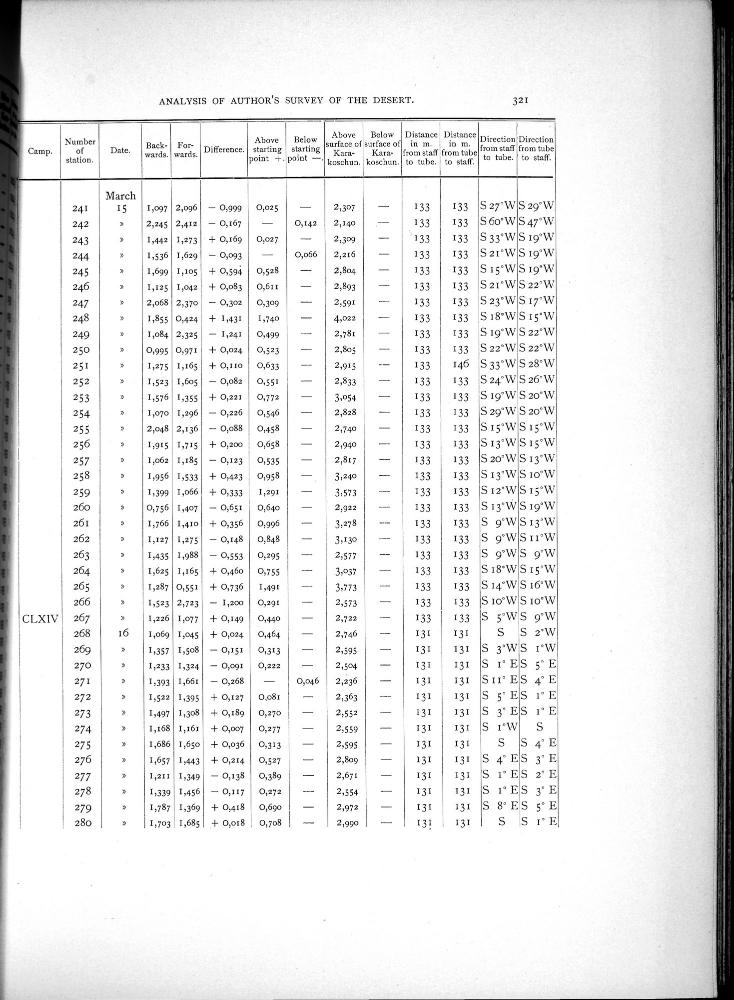 ANALYSIS OF AUTHOR'S SURVEY OF THE DESERT. 321
Camp. Number of station. Date. Back-wards. For-wards. Difference. Above starting point +. Below starting point —. Above surface of Kara-koschun. Below surface of Kara-koschun. Distance in m. from staff to tube. Distance in m. from tube to staff. Direction from staff to tube. Direction from tube to staff.
March
241 15 1,097 2,096 — 0,999 0,025 — 2,307 — 133 133 S 27° W S 29° W
242 » 2,245 2,412 — 0,167 — 0,142 2,140 — 133 133 S 60° W S 47° W
243 » 1,442 1,273 + 0,169 0,027 — 2,309 — 133 133 S 33° W S 19° W
244 » 1,536 1,629 — 0,093 — 0,066 2,216 — 133 133 S 21° W S 19° W
245 » 1,699 1,105 + 0,594 0,528 — 2,804 — 133 133 S 15° W S 19° W
246 » 1,125 1,042 + 0,083 0,611 — 2,893 — 133 133 S 21° W S 22° W
247 » 2,068 2,370 — 0,302 0,309 — 2,591 — 133 133 S 23° W S 17° W
248 » 1,855 0,424 + 1,431 1,740 — 4,022 — 133 133 S 18° W S 15° W
249 » 1,084 2,325 — 1,241 0,499 — 2,781 — 133 133 S 19° W S 22° W
250 » 0,995 0,971 + 0,024 0,523 — 2,805 — 133 133 S 22° W S 22° W
251 » 1,275 1,165 + 0,110 0,633 — 2,915 — 133 146 S 33° W S 28° W
252 » 1,523 1,605 — 0,082 0,551 — 2,833 — 133 133 S 24° W S 26° W
253 » 1,576 1,355 + 0,221 0,772 — 3,054 — 133 133 S 19° W S 20° W
254 » 1,070 1,296 — 0,226 0,546 — 2,828 — 133 133 S 29° W S 20° W
255 » 2,048 2,136 — 0,088 0,458 — 2,740 — 133 133 S 15° W S 15° W
256 » 1,915 1,715 + 0,200 0,658 — 2,940 — 133 133 S 13° W S 15° W
257 » 1,062 1,185 — 0,123 0,535 — 2,817 — 133 133 S 20° W S 13° W
258 » 1,956 1,533 + 0,423 0,958 — 3,240 — 133 133 S 13° W S 10° W
259 » 1,399 1,066 + 0,333 1,291 — 3,573 — 133 133 S 12° W S 15° W
260 » 0,756 1,407 — 0,651 0,640 — 2,922 — 133 133 S 13° W S 19° W
261 » 1,766 1,410 + 0,356 0,996 — 3,278 — 133 133 S 9° W S 13° W
262 » 1,127 1,275 — 0,148 0,848 — 3,130 — 133 133 S 9° W S 11° W
263 » 1,435 1,988 — 0,553 0,295 — 2,577 — 133 133 S 9° W S 9° W
264 » 1,625 1,165 + 0,460 0,755 — 3,037 — 133 133 S 18° W S 15° W
265 » 1,287 0,551 + 0,736 1,491 — 3,773 — 133 133 S 14° W S 16° W
266 » 1,523 2,723 — 1,200 0,291 — 2,573 — 133 133 S 10° W S 10° W
CLXIV 267 » 1,226 1,077 + 0,149 0,440 — 2,722 — 133 133 S 5° W S 9° W
268 16 1,069 1,045 + 0,024 0,464 — 2,746 — 131 131 S S 2° W
269 » 1,357 1,508 — 0,151 0,313 — 2,595 — 131 131 S 3° W S 1° W
270 » 1,233 1,324 — 0,091 0,222 — 2,504 — 131 131 S 1° E S 5° E
271 » 1,393 1,661 — 0,268 — 0,046 2,236 — 131 131 S 11° E S 4° E
272 » 1,522 1,395 + 0,127 0,081 — 2,363 — 131 131 S 5° E S 1° E
273 » 1,497 1,308 + 0,189 0,270 — 2,552 — 131 131 S 3° E S 1° E
274 » 1,168 1,161 + 0,007 0,277 — 2,559 — 131 131 S 1° W S
275 » 1,686 1,650 + 0,036 0,313 — 2,595 — 131 131 S S 4° E
276 » 1,657 1,443 + 0,214 0,527 — 2,809 — 131 131 S 4° E S 3° E
277 » 1,211 1,349 — 0,138 0,389 — 2,671 — 131 131 S 1° E S 2° E
278 » 1,339 1,456 — 0,117 0,272 — 2,554 — 131 131 S 1° E S 3° E
279 » 1,787 1,369 + 0,418 0,690 — 2,972 — 131 131 S 8° E S 5° E
280 » 1,703 1,685 + 0,018 0,708 — 2,990 — 131 131 S S 1° E